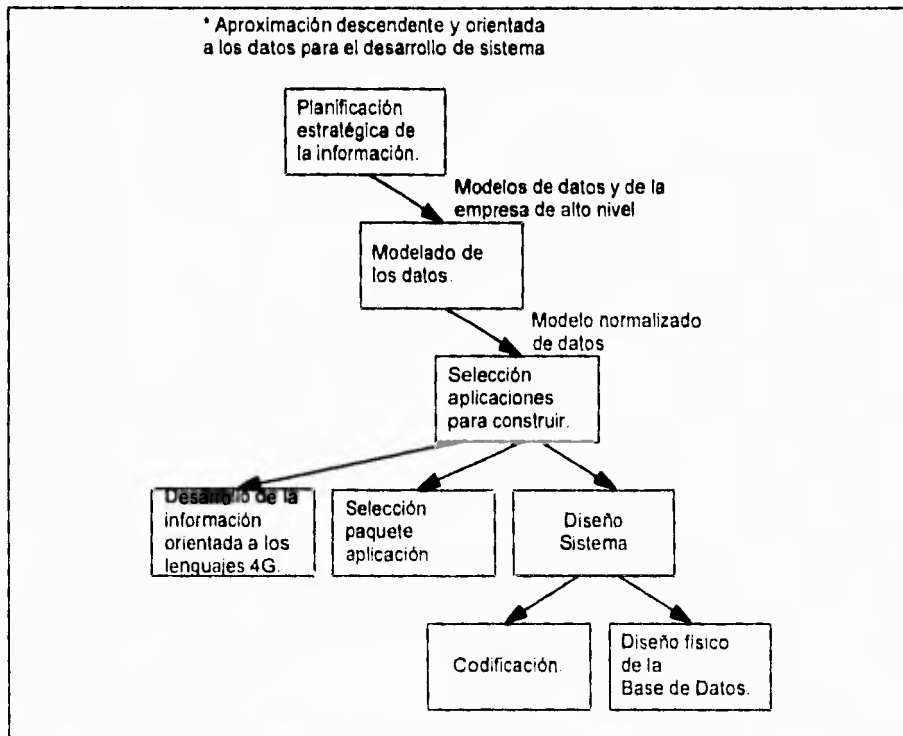 * Aproximación descendente y orientada
a los datos para el desarrollo de sistema
Planificación
estratégica de
la información.
Modelos de datos y de la
empresa de alto nivel
Modelado de
los datos.
Modelo normalizado
de datos
Selección
aplicaciones
para construir.
Desarrollo de la
información
orientada a los
lenguajes 4G.
Selección
paquete
aplicación
Diseño
Sistema
Codificación.
Diseño físico
de la
Base de Datos.